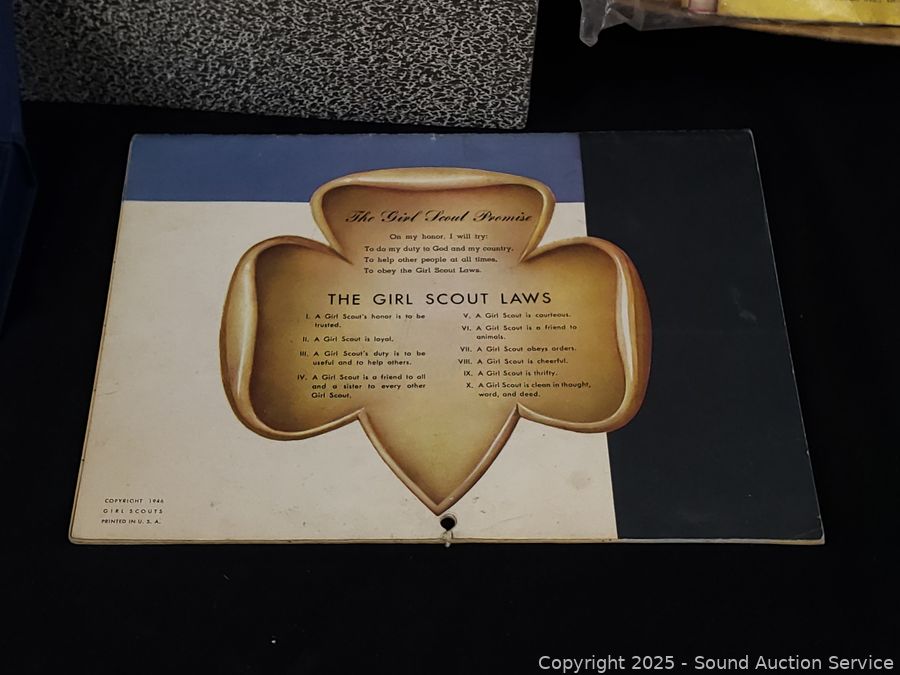 The Girl Scout Promise
On my honor, I will try:
To do my duty to God and my country,
To help other people at all times,
To obey the Girl Scout Laws.
THE GIRL SCOUT LAWS
I. A Girl Scout's honor is to be
trusted.
II. A Girl Scout is loyal.
III. A Girl Scout's duty is to be
useful and to help others.
IV. A Girl Scout is a friend to all
and a sister to every other
Girl Scout.
V. A Girl Scout is courteous.
VI. A Girl Scout is a friend to
animals.
VII. A Girl Scout obeys orders.
VIII. A Girl Scout is cheerful.
IX. A Girl Scout is thrifty.
X. A Girl Scout is clean in thought,
word, and deed.
COPYRIGHT 1946
GIRL SCOUTS
PRINTED IN U. S. A.
Copyright 2025 - Sound Auction Service